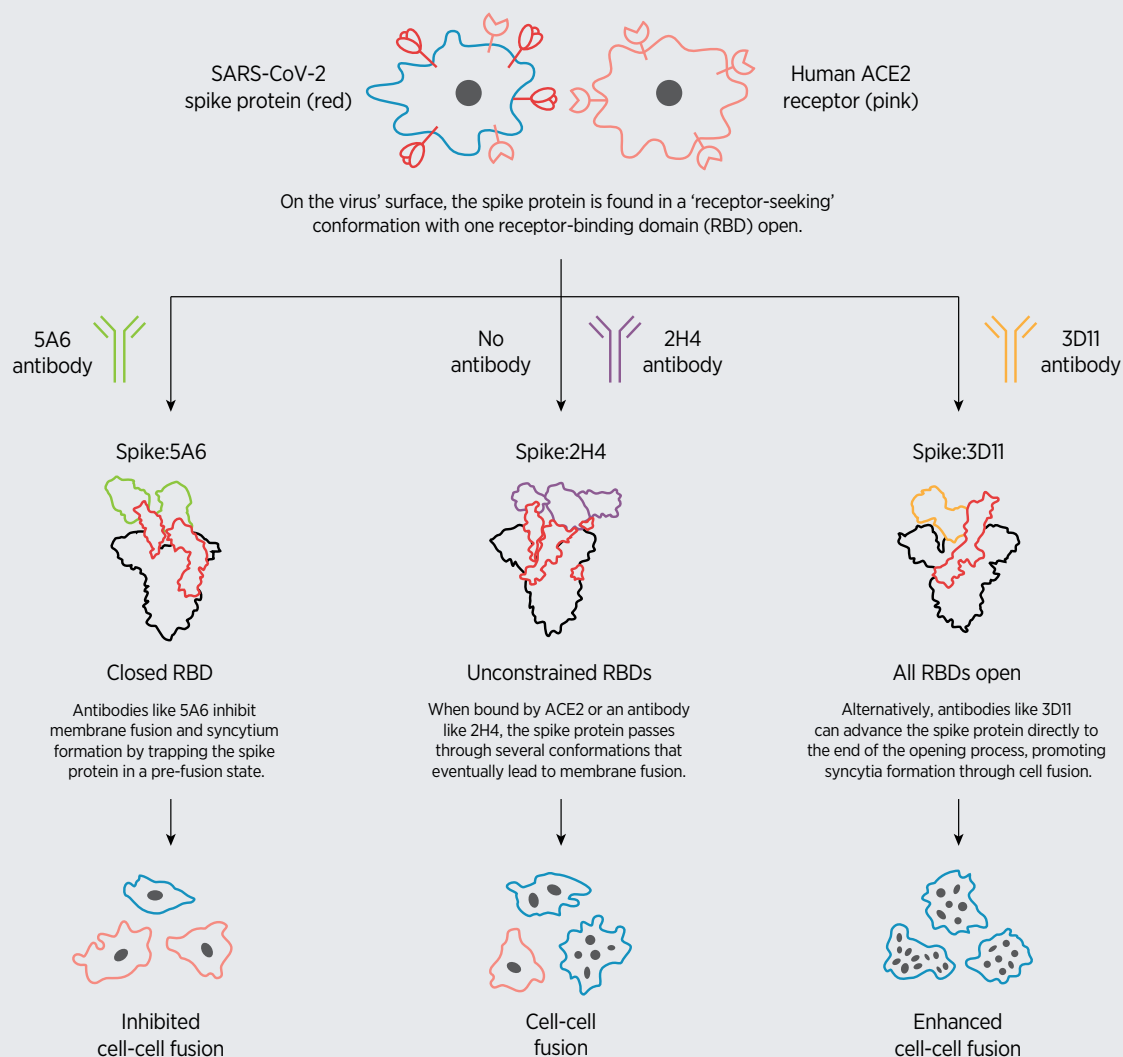 SARS-CoV-2
spike protein (red)
Human ACE2
receptor (pink)
On the virus’ surface, the spike protein is found in a ‘receptor-seeking’
conformation with one receptor-binding domain (RBD) open.
5A6
antibody
No
antibody
2H4
antibody
3D11
antibody
Spike:5A6
Spike:2H4
Spike:3D11
Closed RBD
Antibodies like 5A6 inhibit
membrane fusion and syncytium
formation by trapping the spike
protein in a pre-fusion state.
Unconstrained RBDs
When bound by ACE2 or an antibody
like 2H4, the spike protein passes
through several conformations that
eventually lead to membrane fusion.
All RBDs open
Alternatively, antibodies like 3D11
can advance the spike protein directly to
the end of the opening process, promoting
syncytia formation through cell fusion.
Inhibited
cell-cell fusion
Cell-cell
fusion
Enhanced
cell-cell fusion